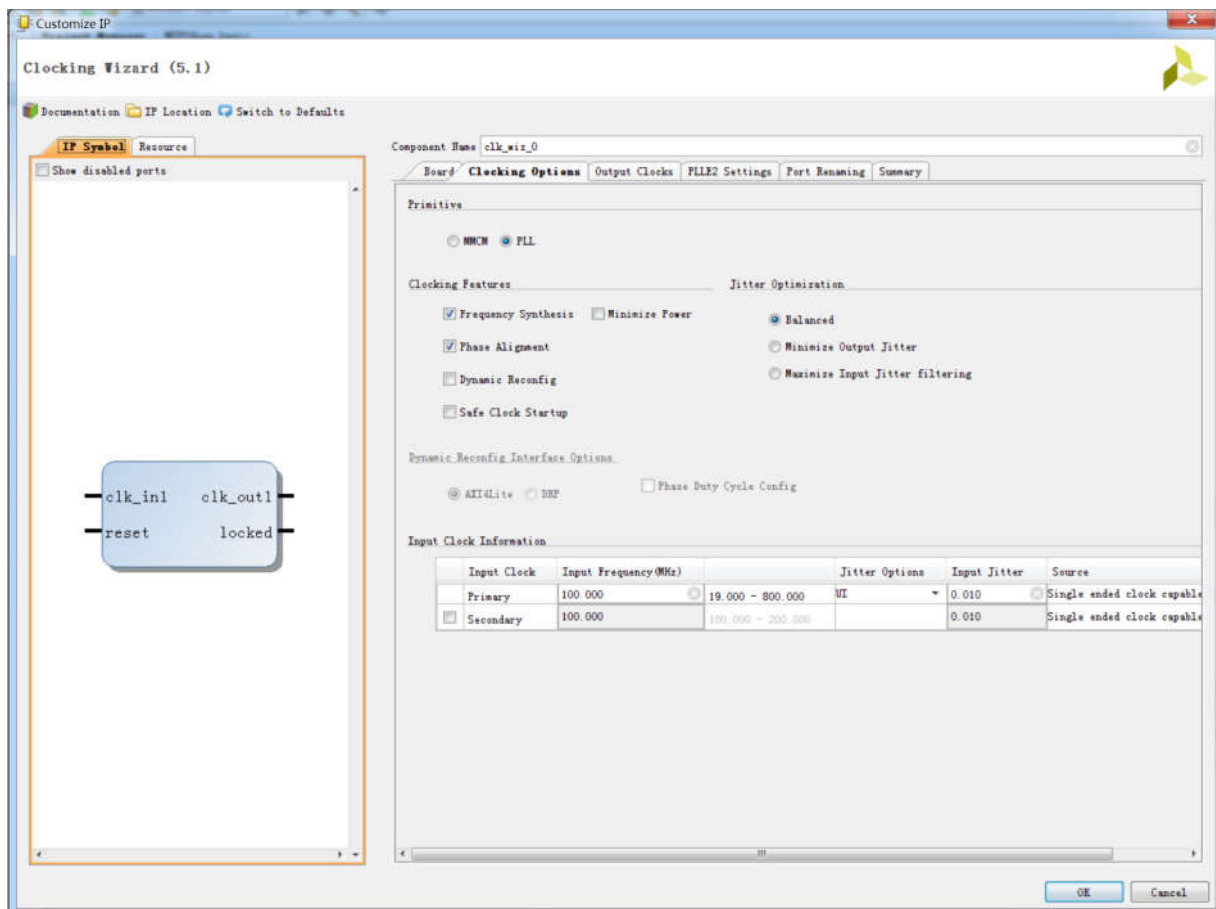 Customize IP
Clocking Wizard (5.1)
Documentation IP Location Switch to Defaults
IP Symbol Resource
Show disabled ports
clk_in1 clk_out1
reset locked
Component Name clk_wiz_0
Board Clocking Options Output Clocks PLLE2 Settings Port Renaming Summary
Primitive
MMCM PLL
Clocking Features Jitter Optimization
Frequency Synthesis Minimize Power
Balanced
Phase Alignment
Minimize Output Jitter
Dynamic Reconfig
Maximize Input Jitter filtering
Safe Clock Startup
Dynamic Reconfig Interface Options
AXI4Lite DRP Phase Duty Cycle Config
Input Clock Information
Input Clock Input Frequency(MHz) Jitter Options Input Jitter Source
Primary 100.000 19.000 - 800.000 UI 0.010 Single ended clock capable
Secondary 100.000 100.000 - 200.000 0.010 Single ended clock capable
OK Cancel